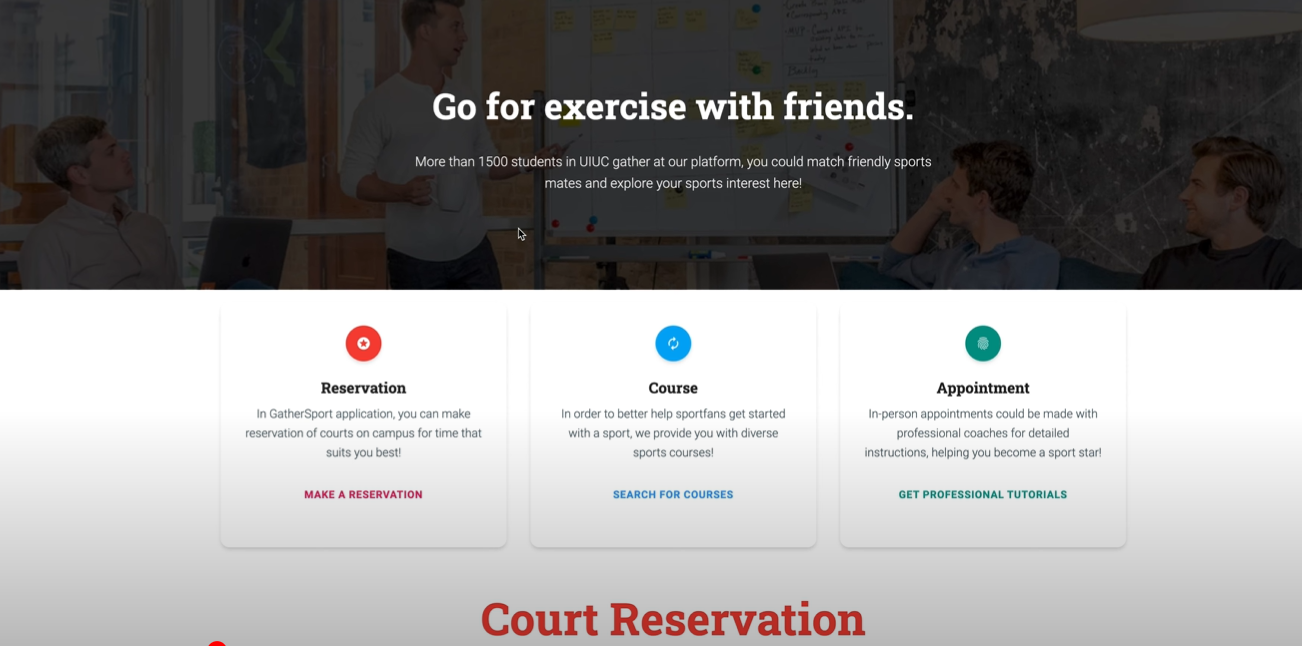 Go for exercise with friends.
More than 1500 students in UIUC gather at our platform, you could match friendly sports
mates and explore your sports interest here!
Reservation
In GatherSport application, you can make
reservation of courts on campus for time that
suits you best!
MAKE A RESERVATION
Course
In order to better help sportfans get started
with a sport, we provide you with diverse
sports courses!
SEARCH FOR COURSES
Appointment
In-person appointments could be made with
professional coaches for detailed
instructions, helping you become a sport star!
GET PROFESSIONAL TUTORIALS
Court Reservation